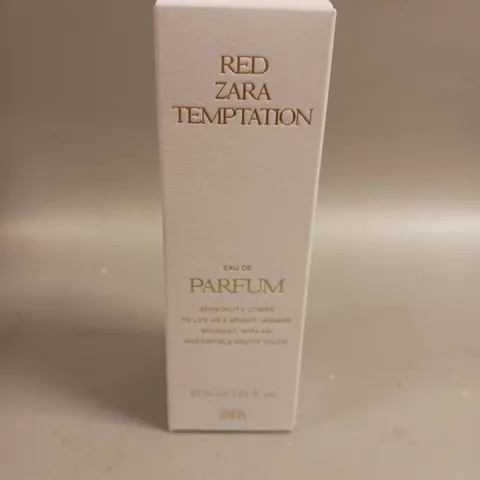 RED
ZARA
TEMPTATION
EAU DE
PARFUM
SENSUALITY COMES
TO LIFE IN A BRIGHT JASMINE
BOUQUET, WITH AN
IRRESISTIBLE FRUITY TOUCH
ZARA